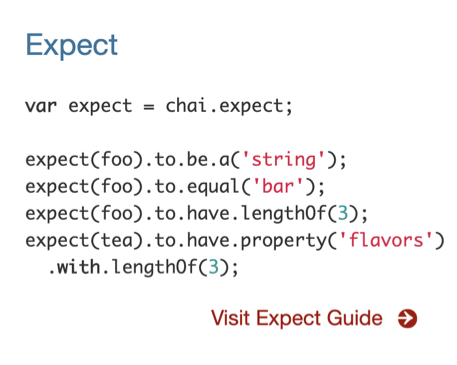 Expect
var expect = chai.expect;
expect(foo).to.be.a('string');
expect(foo).to.equal('bar');
expect(foo).to.have.lengthOf(3);
expect(tea).to.have.property('flavors')
  .with.lengthOf(3);
Visit Expect Guide